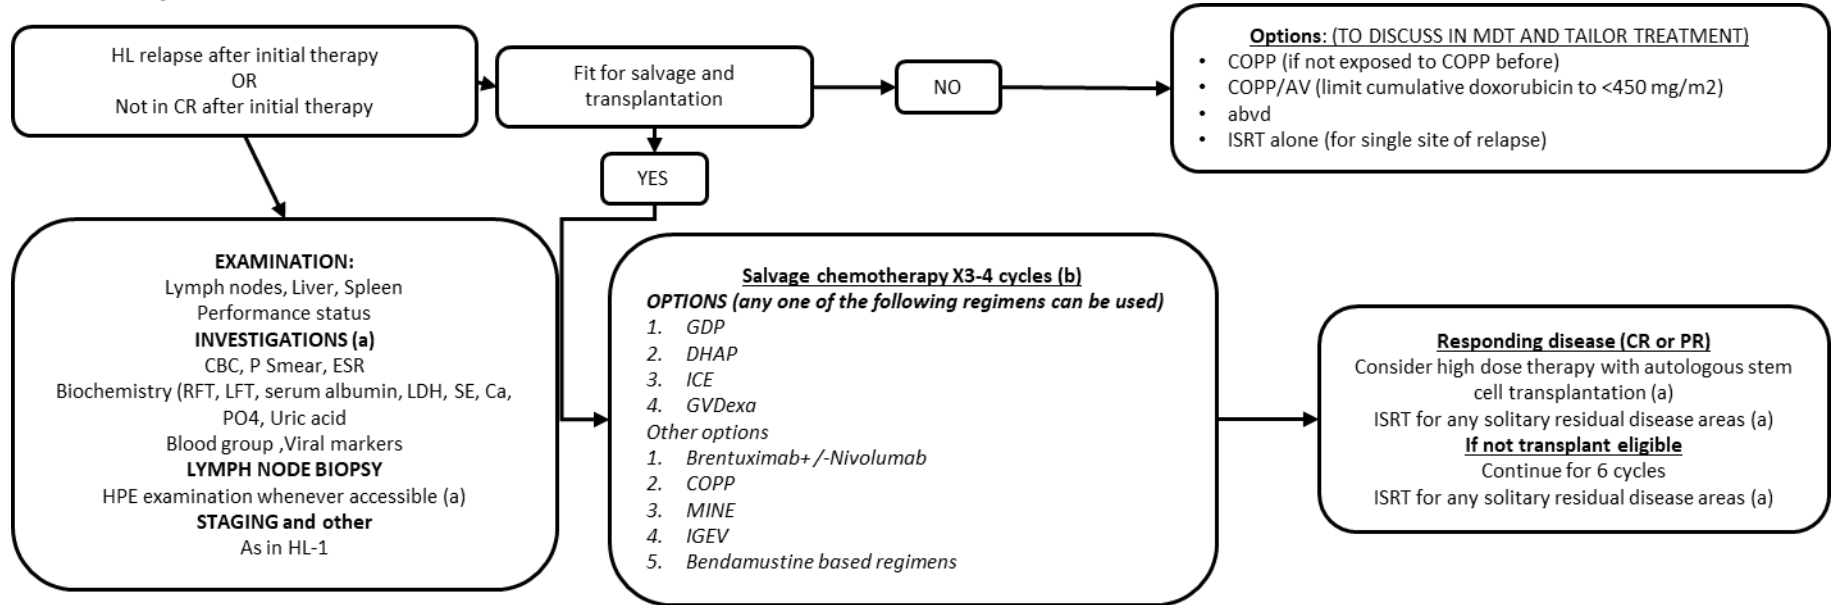 HL relapse after initial therapy
OR
Not in CR after initial therapy
Fit for salvage and
transplantation
NO
Options: (TO DISCUSS IN MDT AND TAILOR TREATMENT)
• COPP (if not exposed to COPP before)
• COPP/AV (limit cumulative doxorubicin to <450 mg/m2)
• abvd
• ISRT alone (for single site of relapse)
YES
EXAMINATION:
Lymph nodes, Liver, Spleen
Performance status
INVESTIGATIONS (a)
CBC, P Smear, ESR
Biochemistry (RFT, LFT, serum albumin, LDH, SE, Ca,
PO4, Uric acid
Blood group ,Viral markers
LYMPH NODE BIOPSY
HPE examination whenever accessible (a)
STAGING and other
As in HL-1
Salvage chemotherapy X3-4 cycles (b)
OPTIONS (any one of the following regimens can be used)
1. GDP
2. DHAP
3. ICE
4. GVDexa
Other options
1. Brentuximab+/-Nivolumab
2. COPP
3. MINE
4. IGEV
5. Bendamustine based regimens
Responding disease (CR or PR)
Consider high dose therapy with autologous stem
cell transplantation (a)
ISRT for any solitary residual disease areas (a)
If not transplant eligible
Continue for 6 cycles
ISRT for any solitary residual disease areas (a)